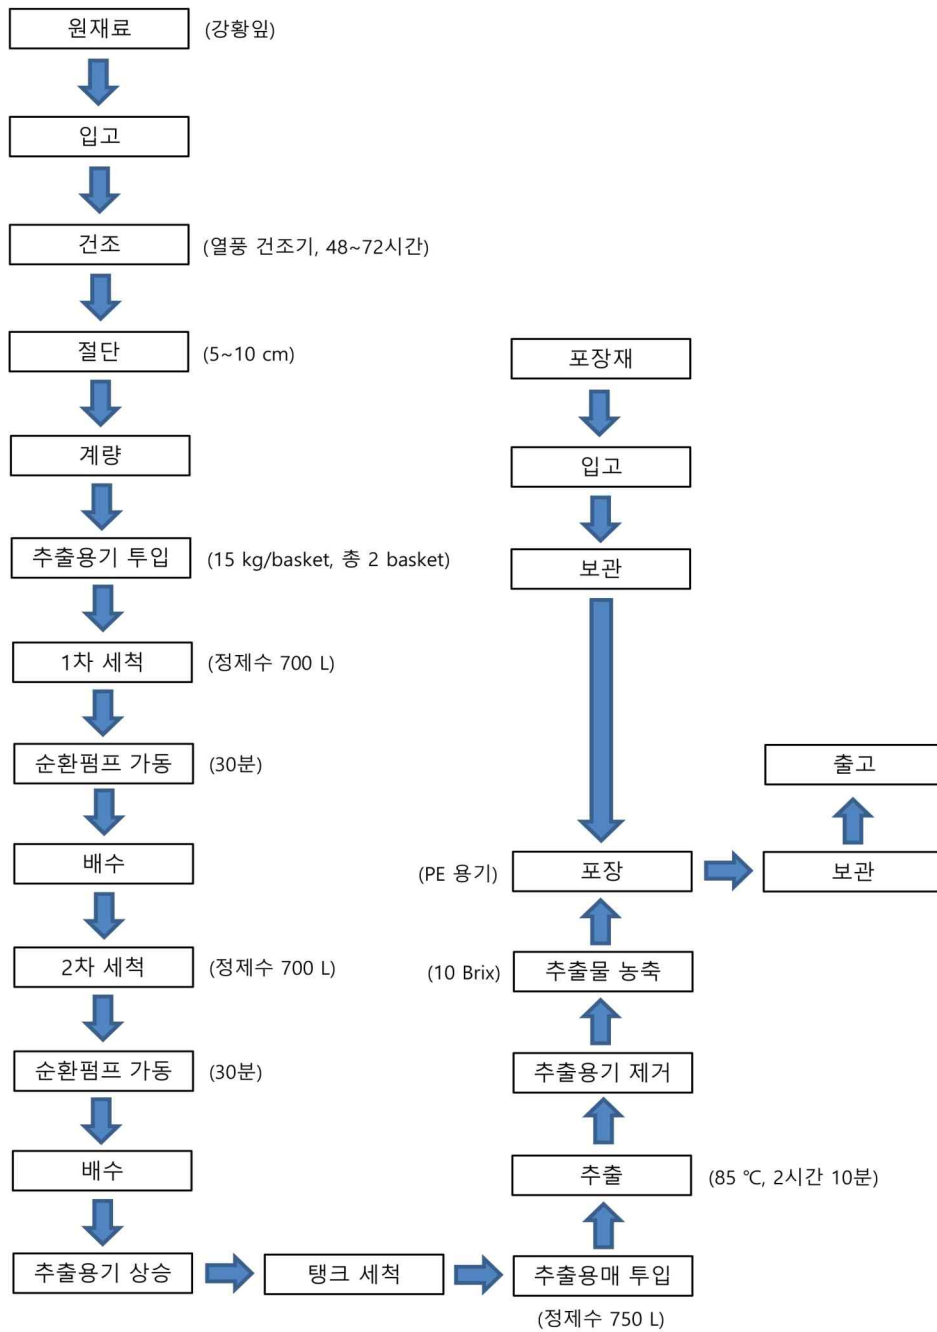 원재료 (강황잎)
입고
건조 (열풍 건조기, 48~72시간)
절단 (5~10 cm)
계량
추출용기 투입 (15 kg/basket, 총 2 basket)
1차 세척 (정제수 700 L)
순환펌프 가동 (30분)
배수
2차 세척 (정제수 700 L)
순환펌프 가동 (30분)
배수
추출용기 상승
탱크 세척
추출용매 투입
(정제수 750 L)
추출 (85 ℃, 2시간 10분)
추출용기 제거
(10 Brix) 추출물 농축
포장재
입고
보관
(PE 용기) 포장
보관
출고